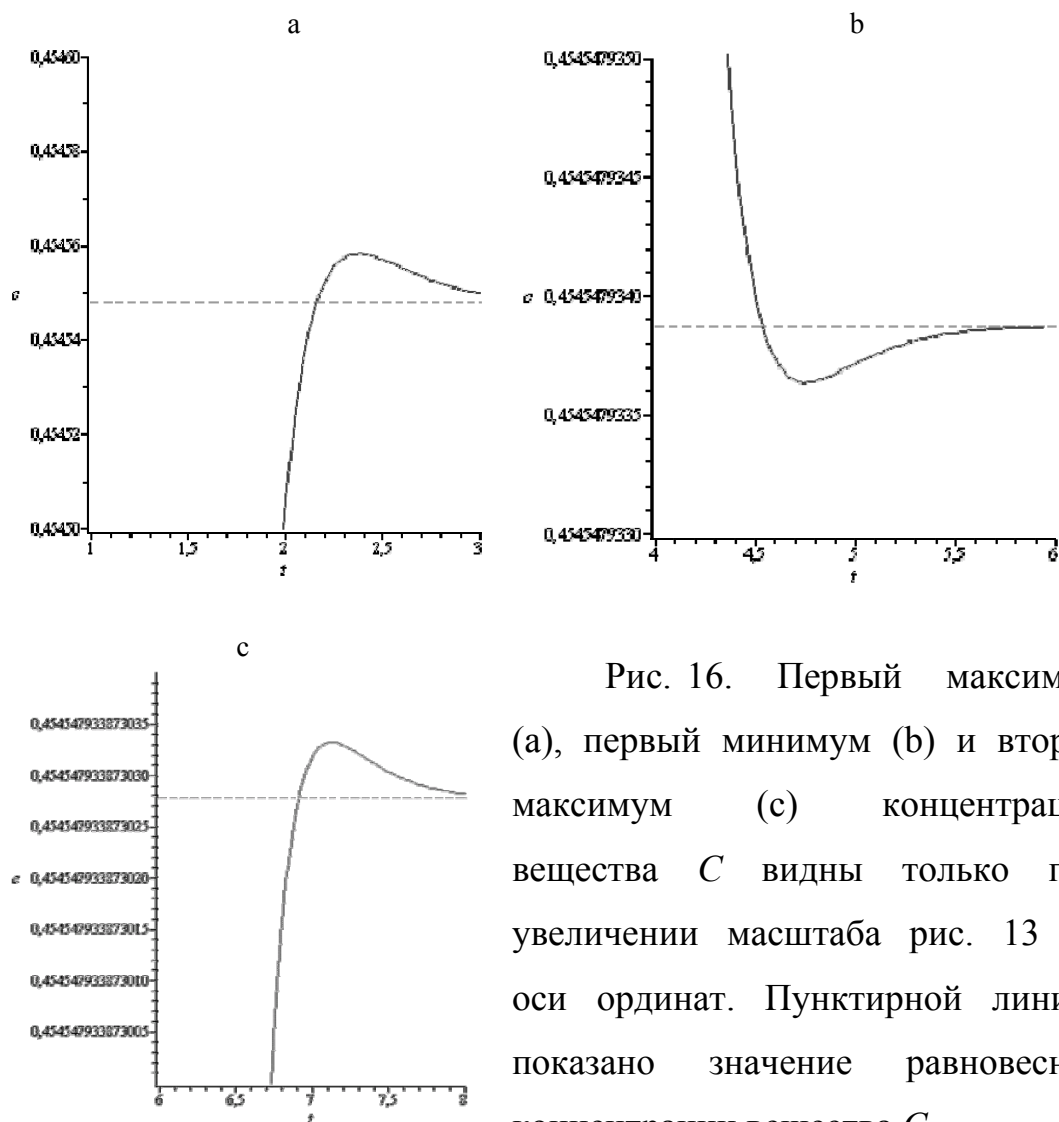 a
0,45460
0,45458
0,45456
0,45454
0,45452
0,45450
c
1
1,5
2
2,5
3
t
b
0,4545479350
0,4545479345
0,4545479340
0,4545479335
0,4545479330
c
4
4,5
5
5,5
6
t
c
0,454547933873035
0,454547933873030
0,454547933873025
0,454547933873020
0,454547933873015
0,454547933873010
0,454547933873005
c
6
6,5
7
7,5
8
t
Рис. 16. Первый максим
(a), первый минимум (b) и втор
максимум (c) концентрац
вещества C видны только п
увеличении масштаба рис. 13
оси ординат. Пунктирной лини
показано значение равновесн